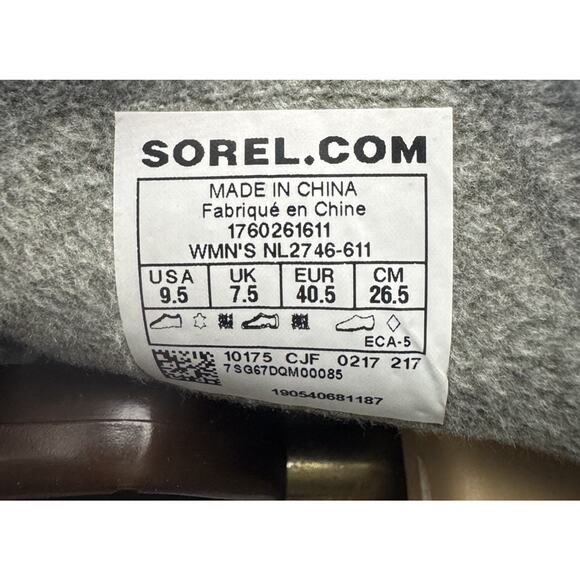 SOREL.COM
MADE IN CHINA
Fabriqué en Chine
1760261611
WMN'S NL2746-611
USA UK EUR CM
9.5 7.5 40.5 26.5
ECA-5
10175 CJF 0217 217
7SG67DQM00085
190540681187